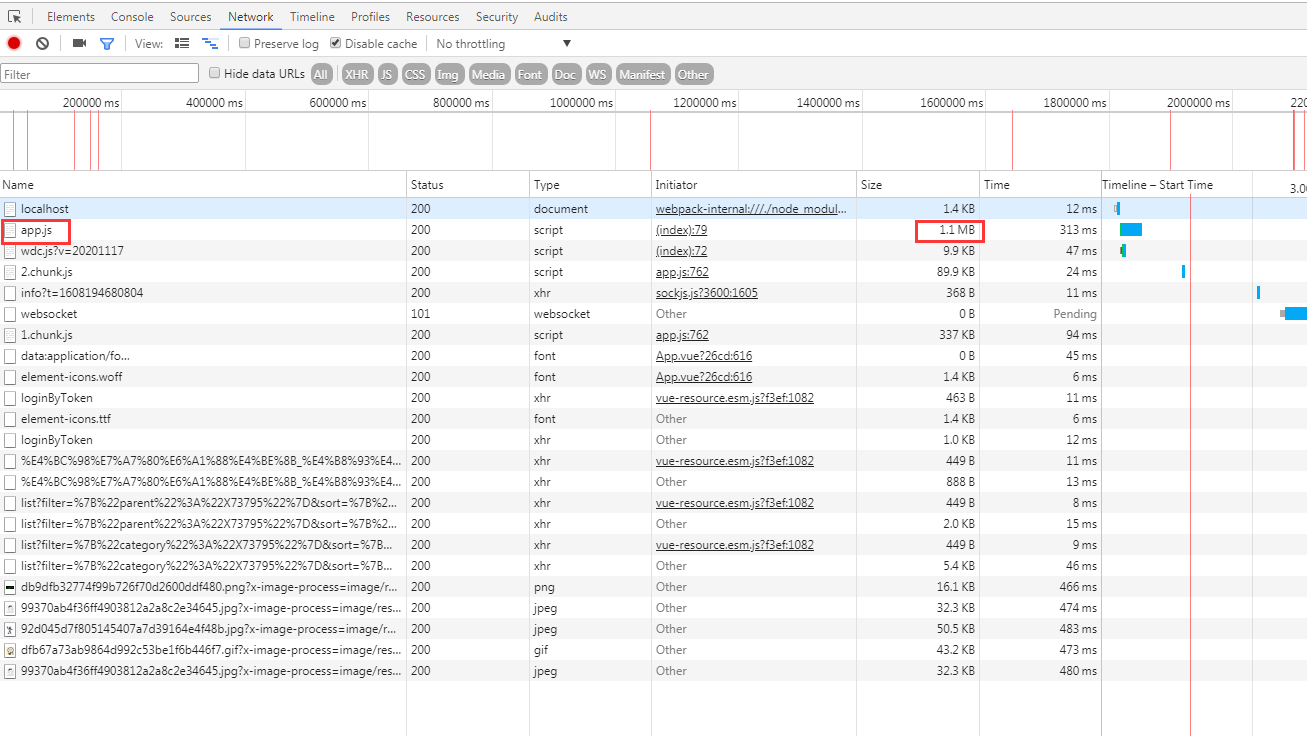 Elements Console Sources Network Timeline Profiles Resources Security Audits
View: Preserve log Disable cache No throttling
Filter Hide data URLs All XHR JS CSS Img Media Font Doc WS Manifest Other
200000 ms 400000 ms 600000 ms 800000 ms 1000000 ms 1200000 ms 1400000 ms 1600000 ms 1800000 ms 2000000 ms 220
Name Status Type Initiator Size Time Timeline – Start Time 3.00
localhost 200 document webpack-internal:///./node_modul... 1.4 KB 12 ms
app.js 200 script (index):79 1.1 MB 313 ms
wdc.js?v=20201117 200 script (index):72 9.9 KB 47 ms
2.chunk.js 200 script app.js:762 89.9 KB 24 ms
info?t=1608194680804 200 xhr sockjs.js?3600:1605 368 B 11 ms
websocket 101 websocket Other 0 B Pending
1.chunk.js 200 script app.js:762 337 KB 94 ms
data:application/fo... 200 font App.vue?26cd:616 0 B 45 ms
element-icons.woff 200 font App.vue?26cd:616 1.4 KB 6 ms
loginByToken 200 xhr vue-resource.esm.js?f3ef:1082 463 B 11 ms
element-icons.ttf 200 font Other 1.4 KB 6 ms
loginByToken 200 xhr Other 1.0 KB 12 ms
%E4%BC%98%E7%A7%80%E6%A1%88%E4%BE%8B_%E4%B8%93%E4... 200 xhr vue-resource.esm.js?f3ef:1082 449 B 11 ms
%E4%BC%98%E7%A7%80%E6%A1%88%E4%BE%8B_%E4%B8%93%E4... 200 xhr Other 888 B 13 ms
list?filter=%7B%22parent%22%3A%22X73795%22%7D&sort=%7B%2... 200 xhr vue-resource.esm.js?f3ef:1082 449 B 8 ms
list?filter=%7B%22parent%22%3A%22X73795%22%7D&sort=%7B%2... 200 xhr Other 2.0 KB 15 ms
list?filter=%7B%22category%22%3A%22X73795%22%7D&sort=%7B... 200 xhr vue-resource.esm.js?f3ef:1082 449 B 9 ms
list?filter=%7B%22category%22%3A%22X73795%22%7D&sort=%7B... 200 xhr Other 5.4 KB 46 ms
db9dfb32774f99b726f70d2600ddf480.png?x-image-process=image/r... 200 png Other 16.1 KB 466 ms
99370ab4f36ff4903812a2a8c2e34645.jpg?x-image-process=image/res... 200 jpeg Other 32.3 KB 474 ms
92d045d7f805145407a7d39164e4f48b.jpg?x-image-process=image/r... 200 jpeg Other 50.5 KB 483 ms
dfb67a73ab9864d992c53be1f6b446f7.gif?x-image-process=image/res... 200 gif Other 43.2 KB 473 ms
99370ab4f36ff4903812a2a8c2e34645.jpg?x-image-process=image/res... 200 jpeg Other 32.3 KB 480 ms